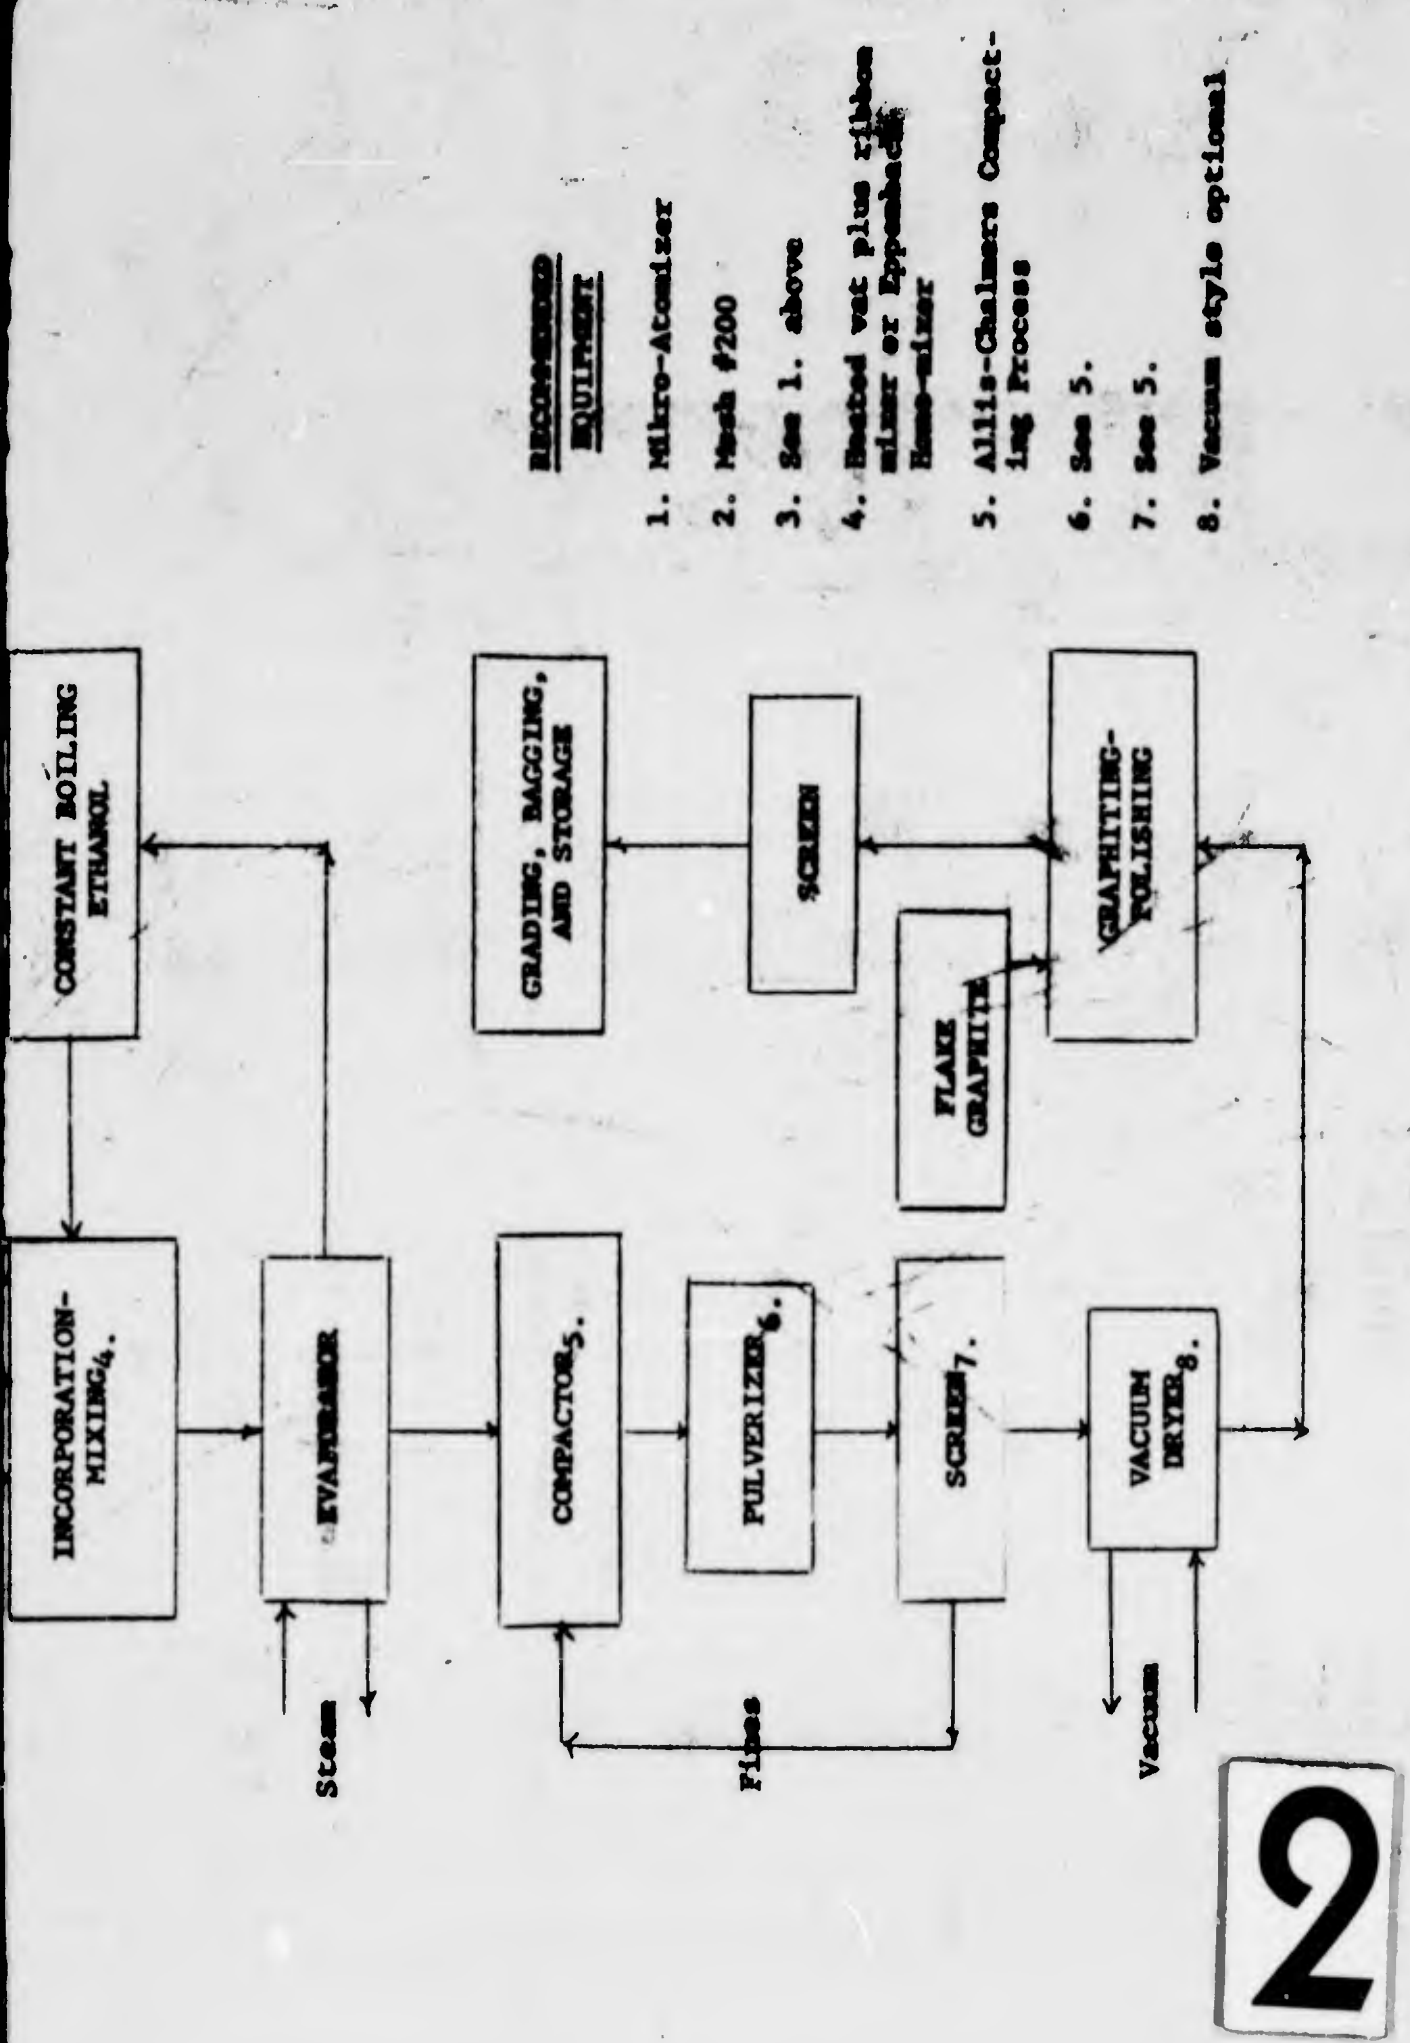 INCORPORATION-
MIXING4.
CONSTANT BOILING
ETHANOL
Steam
EVAPORATOR
COMPACTOR5.
GRADING, BAGGING,
AND STORAGE
Fines
PULVERIZER6.
SCREEN
SCREEN7.
FLAKE
GRAPHITE
Vacuum
VACUUM
DRYER8.
GRAPHITING-
POLISHING
RECOMMENDED
EQUIPMENT
1. Mikro-Atomizer
2. Mesh #200
3. See 1. above
4. Heated vat plus ribbon
mixer or Eppenbach
Homo-mixer
5. Allis-Chalmers Compact-
ing Process
6. See 5.
7. See 5.
8. Vacuum style optional
2